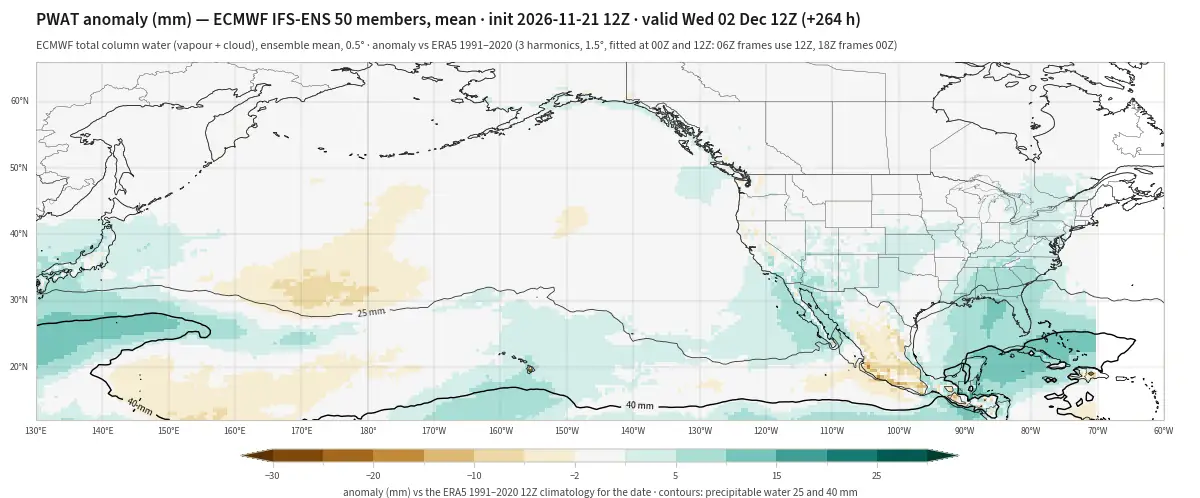 PWAT anomaly (mm) — ECMWF IFS-ENS 50 members, mean · init 2026-11-21 12Z · valid Wed 02 Dec 12Z (+264 h)
ECMWF total column water (vapour + cloud), ensemble mean, 0.5° · anomaly vs ERA5 1991–2020 (3 harmonics, 1.5°, fitted at 00Z and 12Z: 06Z frames use 12Z, 18Z frames 00Z)
60°N
50°N
40°N
30°N
20°N
25 mm
40 mm
40 mm
130°E 140°E 150°E 160°E 170°E 180° 170°W 160°W 150°W 140°W 130°W 120°W 110°W 100°W 90°W 80°W 70°W 60°W
−30 −20 −10 −2 5 15 25
anomaly (mm) vs the ERA5 1991–2020 12Z climatology for the date · contours: precipitable water 25 and 40 mm